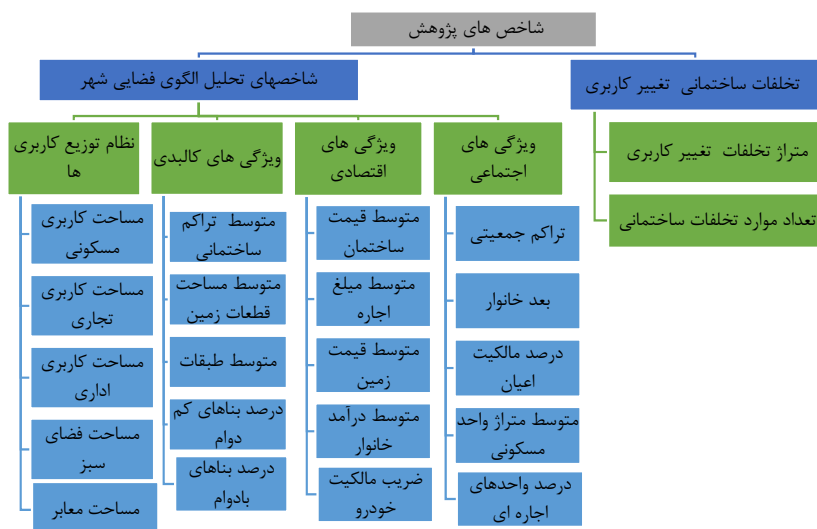 شاخص های پژوهش
تخلفات ساختمانی تغییر کاربری
متراژ تخلفات تغییر کاربری
تعداد موارد تخلفات ساختمانی
شاخصهای تحلیل الگوی فضایی شهر
ویژگی های
اجتماعی
تراکم جمعیتی
بعد خانوار
درصد مالکیت
اعیان
متوسط متراژ واحد
مسکونی
درصد واحدهای
اجاره ای
ویژگی های
اقتصادی
متوسط قیمت
ساختمان
متوسط مبلغ
اجاره
متوسط قیمت
زمین
متوسط درآمد
خانوار
ضریب مالکیت
خودرو
ویژگی های کالبدی
متوسط تراکم
ساختمانی
متوسط مساحت
قطعات زمین
متوسط طبقات
درصد بناهای کم
دوام
درصد بناهای
بادوام
نظام توزیع کاربری
ها
مساحت کاربری
مسکونی
مساحت کاربری
تجاری
مساحت کاربری
اداری
مساحت فضای
سبز
مساحت معابر